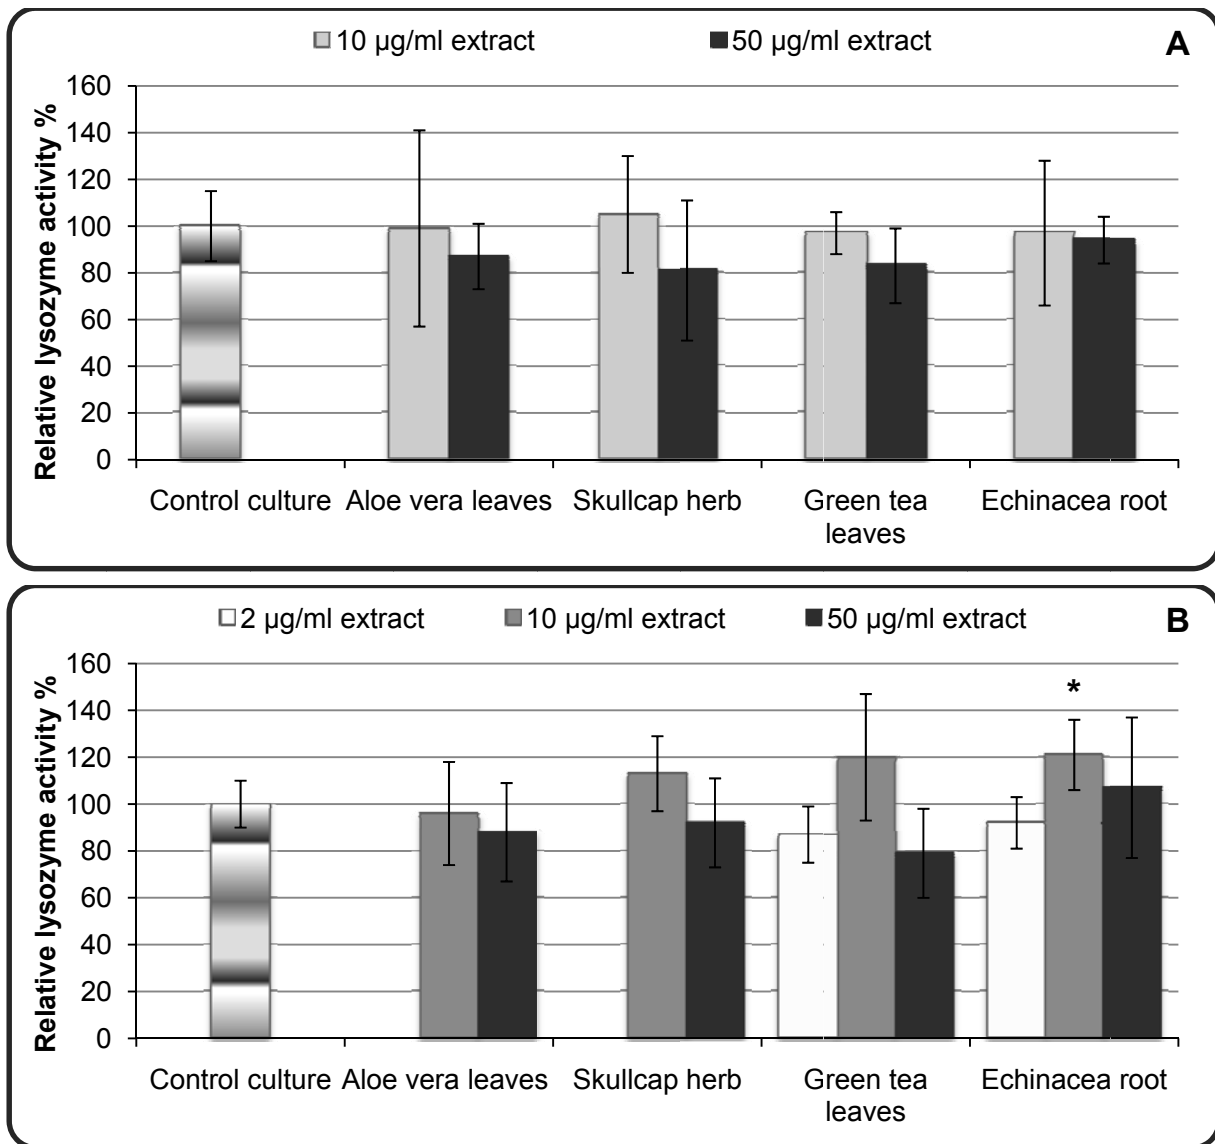 10 µg/ml extract 50 µg/ml extract A
Relative lysozyme activity %
160
140
120
100
80
60
40
20
0
Control culture Aloe vera leaves Skullcap herb Green tea Echinacea root
leaves
2 µg/ml extract 10 µg/ml extract 50 µg/ml extract B
Relative lysozyme activity %
160
140
120
100
80
60
40
20
0
*
Control culture Aloe vera leaves Skullcap herb Green tea Echinacea root
leaves